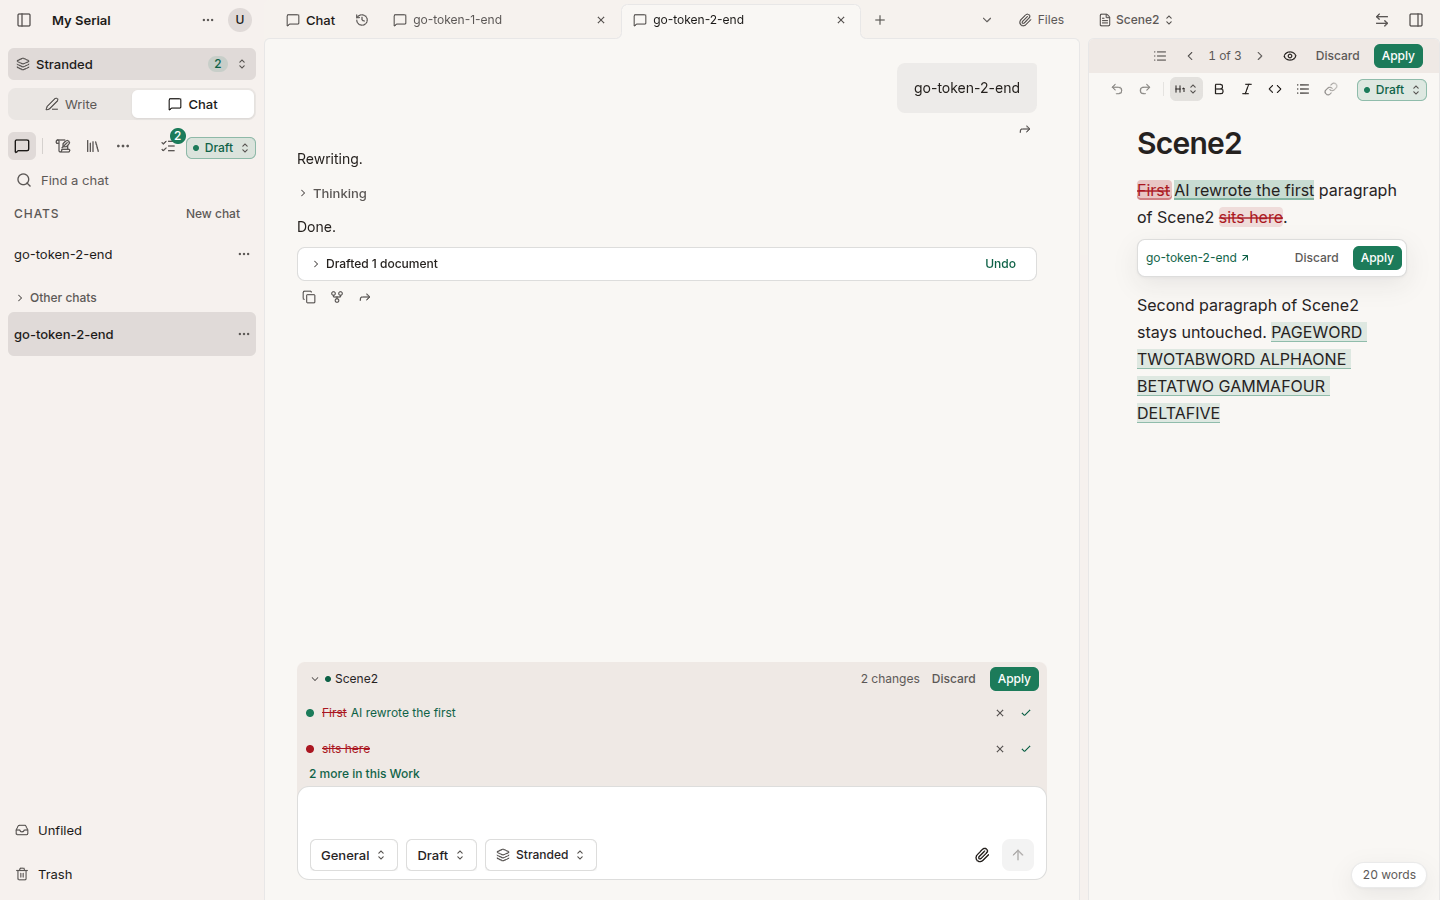 My Serial
U
Stranded
2
Write
Chat
2
Draft
Find a chat
CHATS
New chat
go-token-2-end
Other chats
go-token-2-end
Unfiled
Trash
Chat
go-token-1-end
go-token-2-end
Files
go-token-2-end
Rewriting.
Thinking
Done.
Drafted 1 document
Undo
Scene2
2 changes
Discard
Apply
First AI rewrote the first
sits here
2 more in this Work
General
Draft
Stranded
Scene2
1 of 3
Discard
Apply
H1
B
I
Draft
Scene2
First AI rewrote the first paragraph
of Scene2 sits here.
go-token-2-end
Discard
Apply
Second paragraph of Scene2
stays untouched. PAGEWORD
TWOTABWORD ALPHAONE
BETATWO GAMMAFOUR
DELTAFIVE
20 words